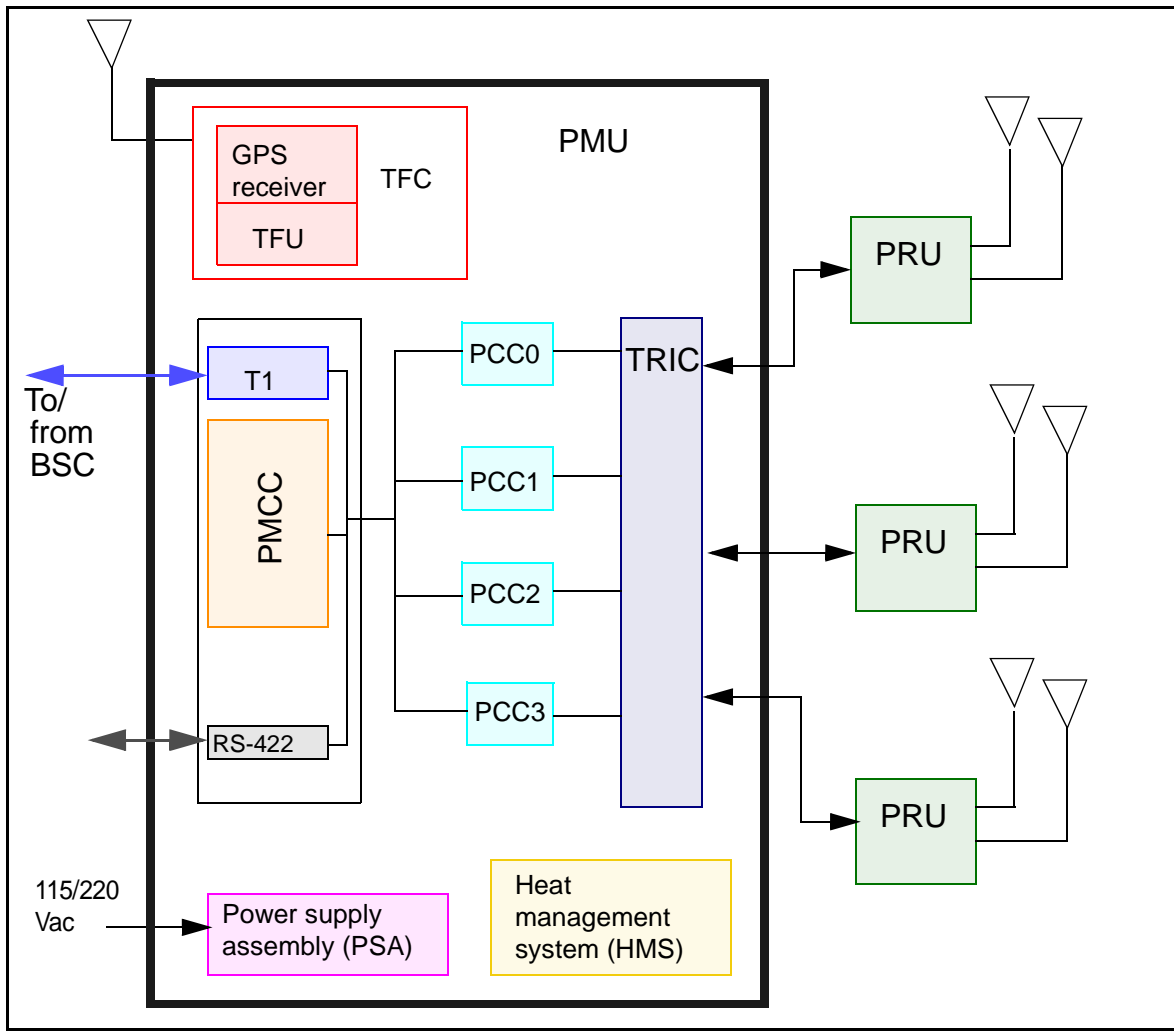 PMU
GPS
receiver
TFC
TFU
PRU
T1
To/
from
BSC
PMCC
RS-422
PCC0
PCC1
PCC2
PCC3
TRIC
PRU
PRU
115/220
Vac
Power supply
assembly (PSA)
Heat
management
system (HMS)